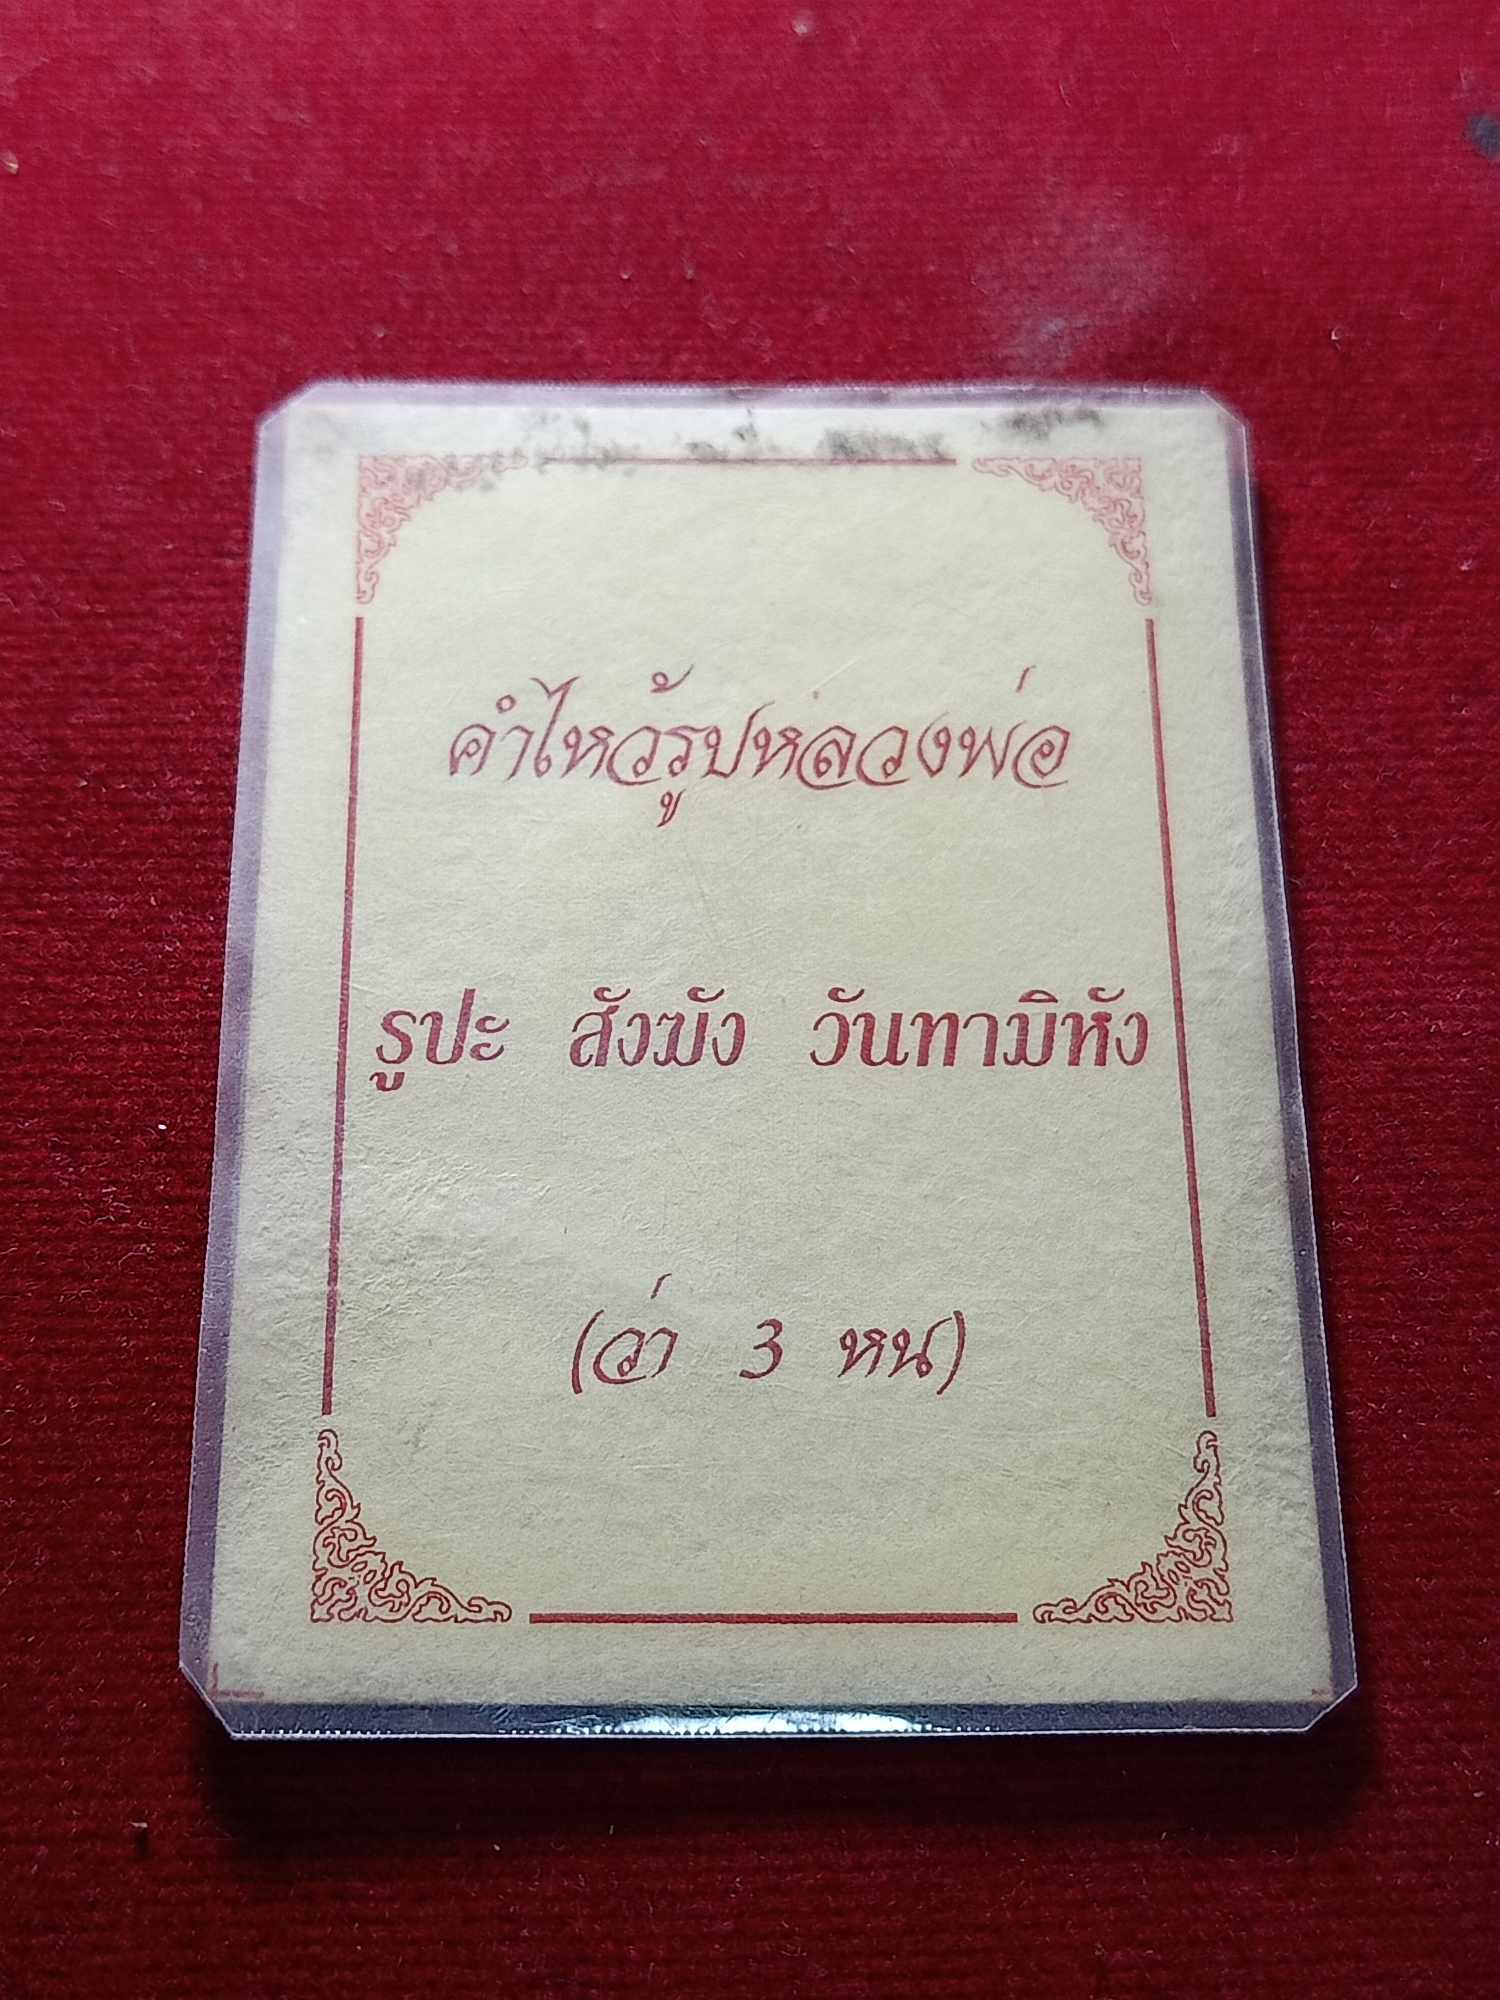 คำไหว้รูปหลวงพ่อ
รูปะ สังฆัง วันทามิหัง
(ว่า 3 หน)